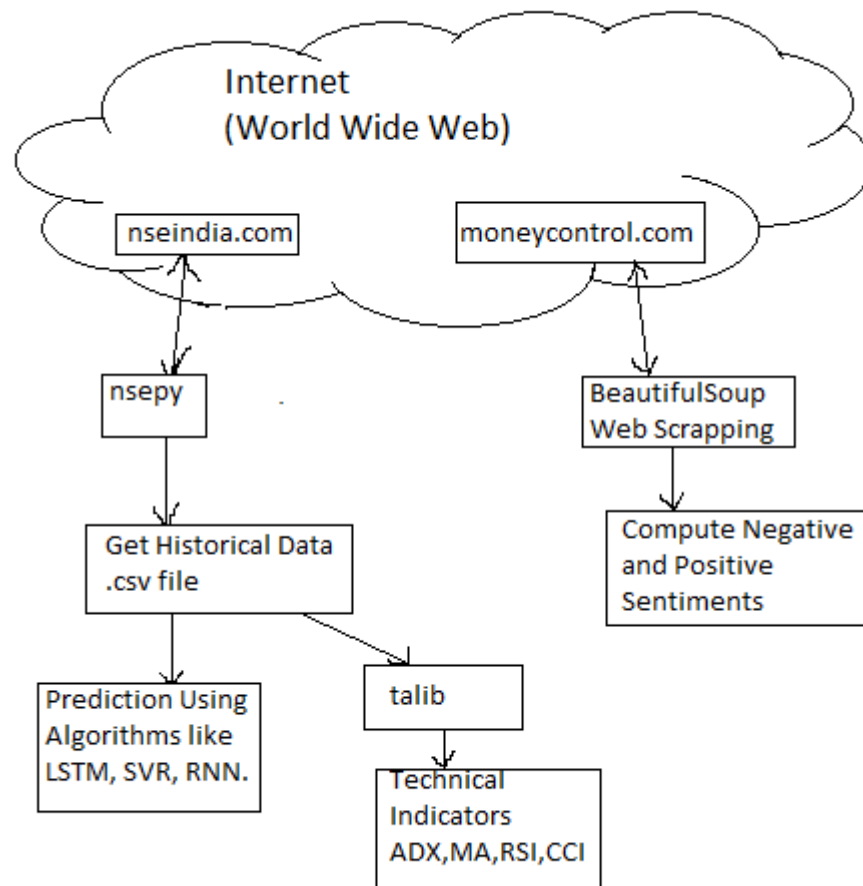 Internet
(World Wide Web)
nseindia.com
moneycontrol.com
nsepy
BeautifulSoup
Web Scrapping
Get Historical Data
.csv file
Compute Negative
and Positive
Sentiments
Prediction Using
Algorithms like
LSTM, SVR, RNN.
talib
Technical
Indicators
ADX,MA,RSI,CCI